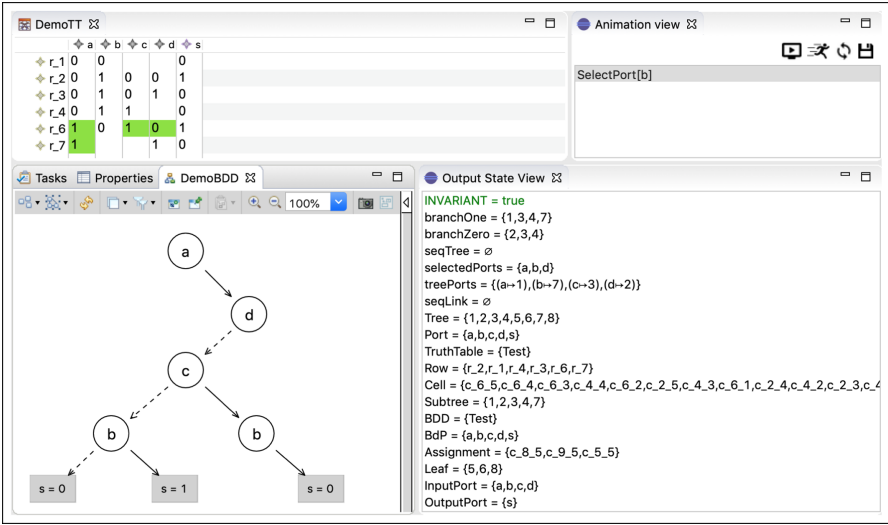 DemoTT
a b c d s
r_1 0 0 0
r_2 0 1 0 0 1
r_3 0 1 0 1 0
r_4 0 1 1 0
r_6 1 0 1 0 1
r_7 1 1 0
Animation view
SelectPort[b]
Tasks Properties DemoBDD
100%
a
d
c
b b
s = 0 s = 1 s = 0
Output State View
INVARIANT = true
branchOne = {1,3,4,7}
branchZero = {2,3,4}
seqTree = ∅
selectedPorts = {a,b,d}
treePorts = {(a↦1),(b↦7),(c↦3),(d↦2)}
seqLink = ∅
Tree = {1,2,3,4,5,6,7,8}
Port = {a,b,c,d,s}
TruthTable = {Test}
Row = {r_2,r_1,r_4,r_3,r_6,r_7}
Cell = {c_6_5,c_6_4,c_6_3,c_4_4,c_6_2,c_2_5,c_4_3,c_6_1,c_2_4,c_4_2,c_2_3,c_4
Subtree = {1,2,3,4,7}
BDD = {Test}
BdP = {a,b,c,d,s}
Assignment = {c_8_5,c_9_5,c_5_5}
Leaf = {5,6,8}
InputPort = {a,b,c,d}
OutputPort = {s}